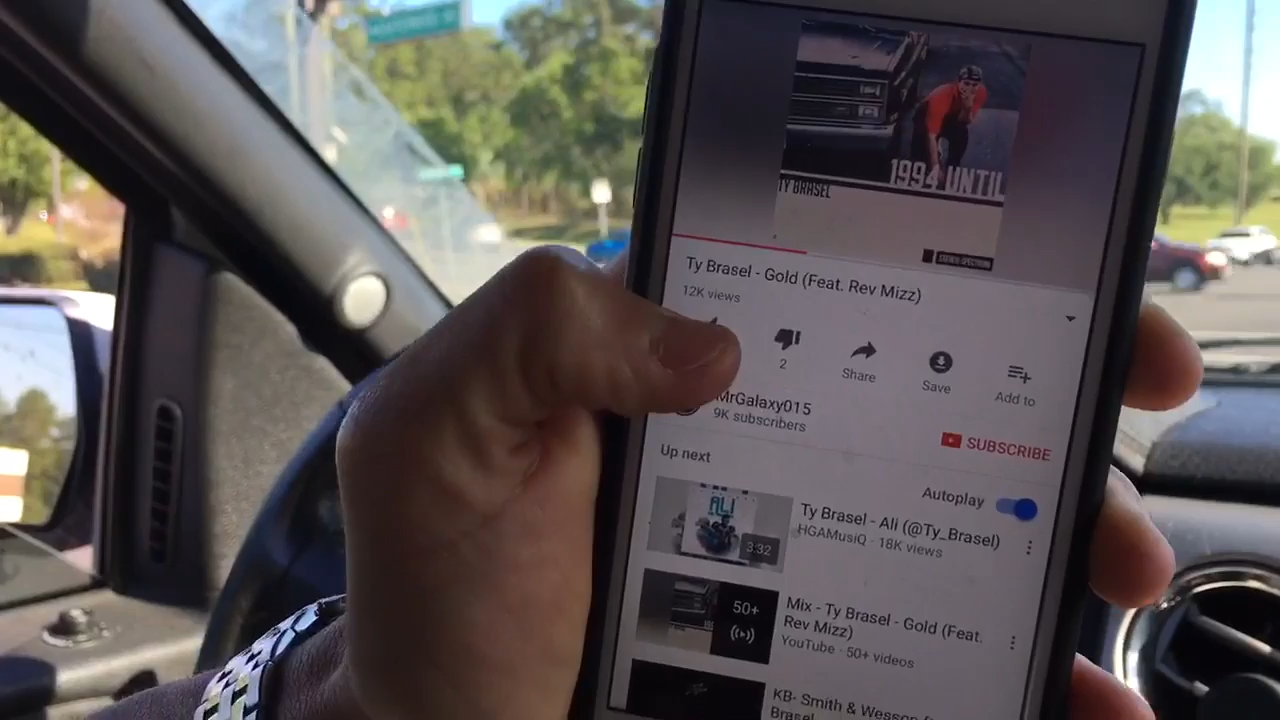 1994 UNTIL
TY BRASEL
Ty Brasel - Gold (Feat. Rev Mizz)
12K views
2
Share
Save
Add to
MrGalaxy015
9K subscribers
SUBSCRIBE
Up next
Autoplay
ALI
3:32
Ty Brasel - Ali (@Ty_Brasel)
HGAMusiQ · 18K views
50+
Mix - Ty Brasel - Gold (Feat.
Rev Mizz)
YouTube · 50+ videos
KB- Smith & Wesson
Brasel